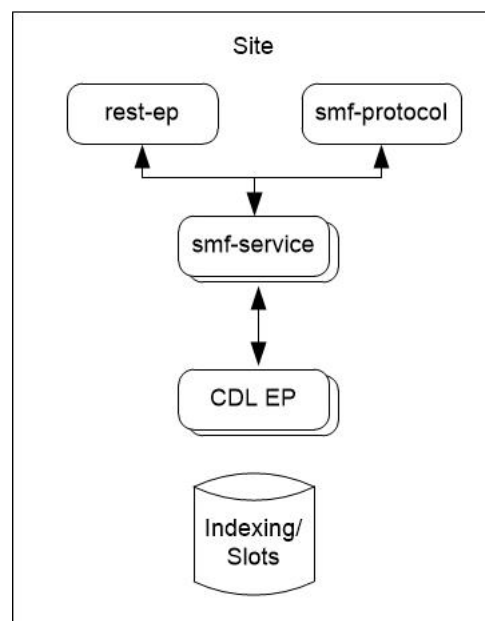 Site
rest-ep
smf-protocol
smf-service
CDL EP
Indexing/
Slots